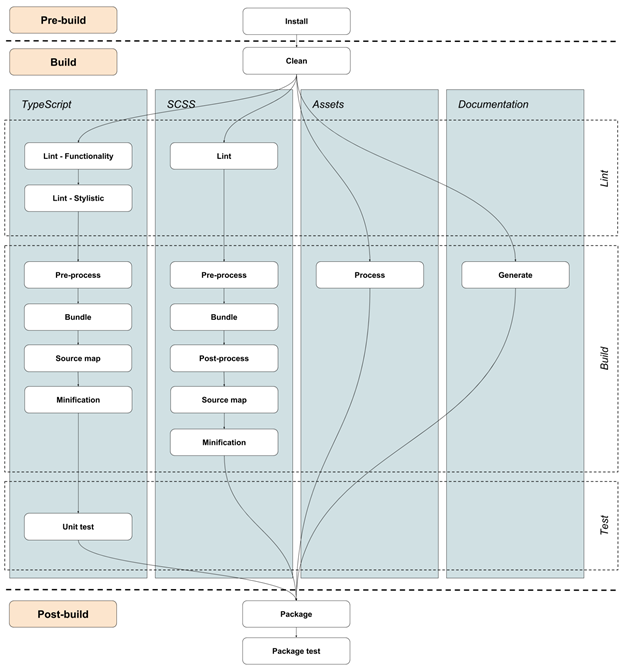 Pre-build
Install
Build
Clean
TypeScript
SCSS
Assets
Documentation
Lint - Functionality
Lint
Lint
Lint - Stylistic
Pre-process
Pre-process
Process
Generate
Bundle
Bundle
Source map
Post-process
Build
Minification
Source map
Minification
Unit test
Test
Post-build
Package
Package test